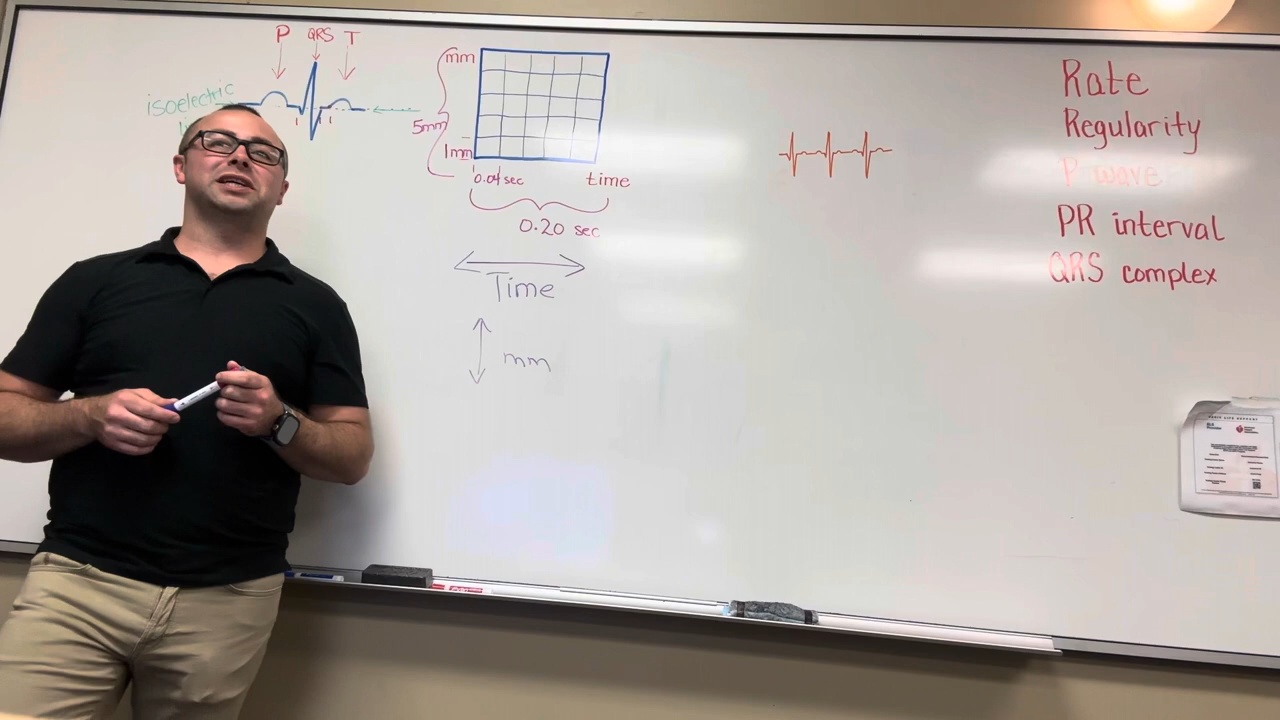 P QRS T
isoelectric
mm
5mm
1mm
0.04sec time
0.20 sec
Time
mm
Rate
Regularity
P wave
PR interval
QRS complex